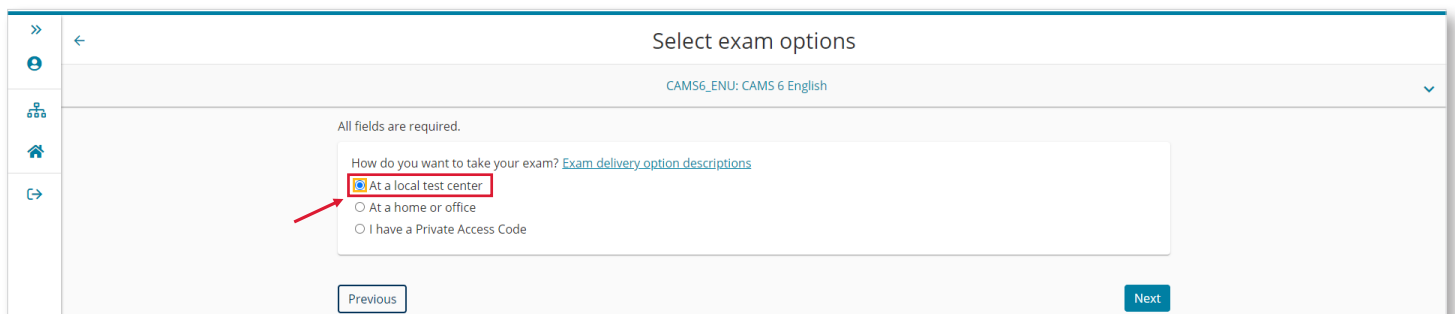 Select exam options
CAMS6_ENU: CAMS 6 English
All fields are required.
How do you want to take your exam? Exam delivery option descriptions
At a local test center
At a home or office
I have a Private Access Code
Previous
Next